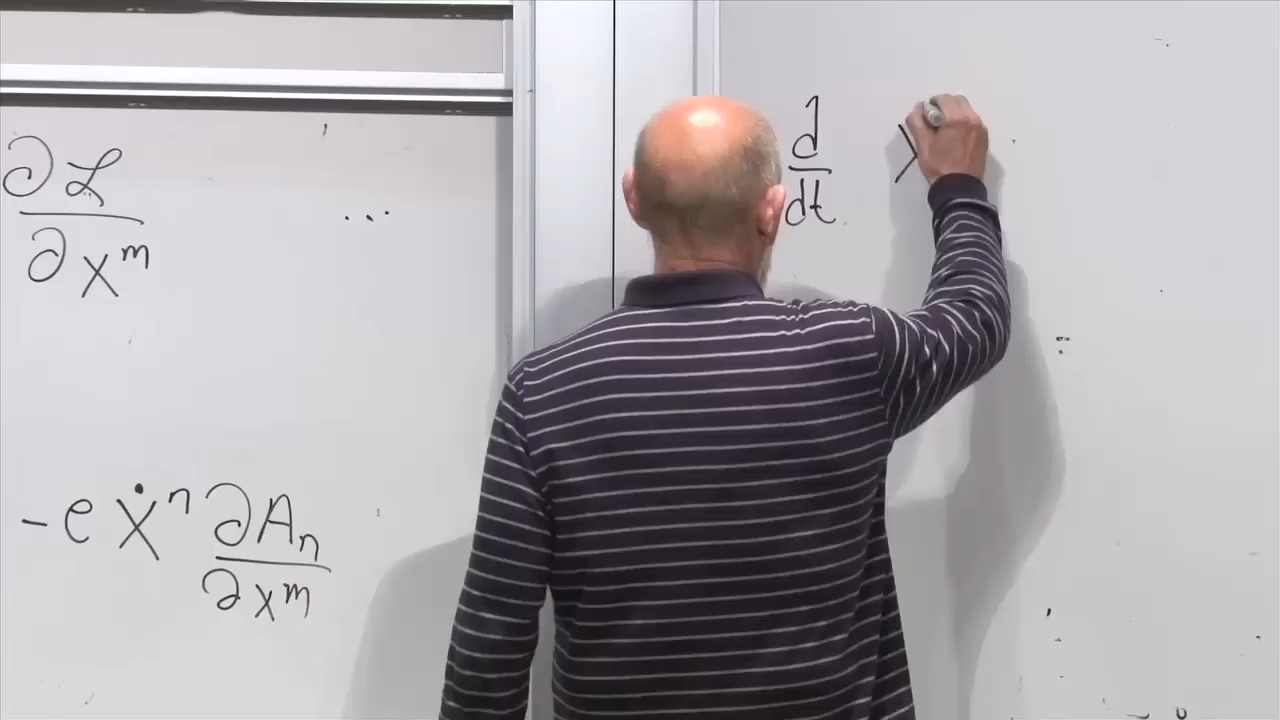 ∂ℒ/∂x^m ...
-e ẋ^n ∂A_n/∂x^m
d/dt